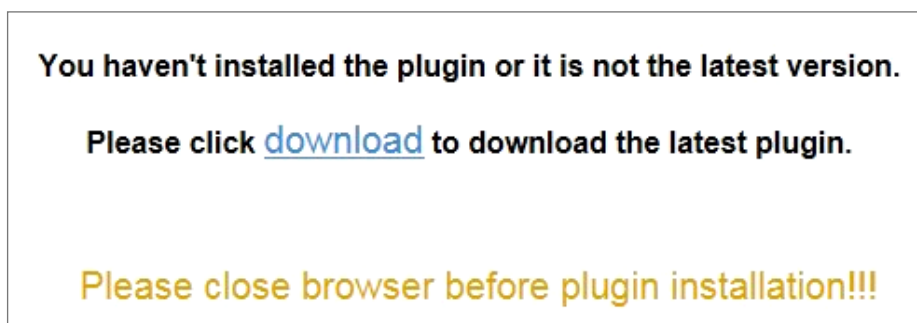 You haven't installed the plugin or it is not the latest version.
Please click download to download the latest plugin.
Please close browser before plugin installation!!!